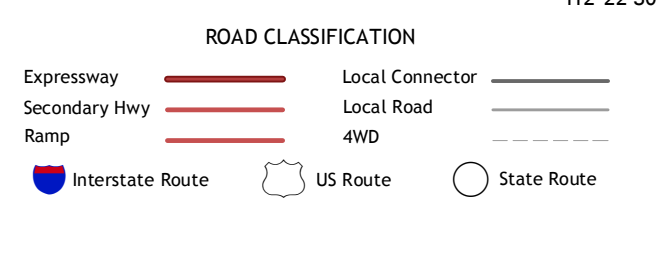 ROAD CLASSIFICATION
Expressway
Local Connector
Secondary Hwy
Local Road
Ramp
4WD
Interstate Route
US Route
State Route